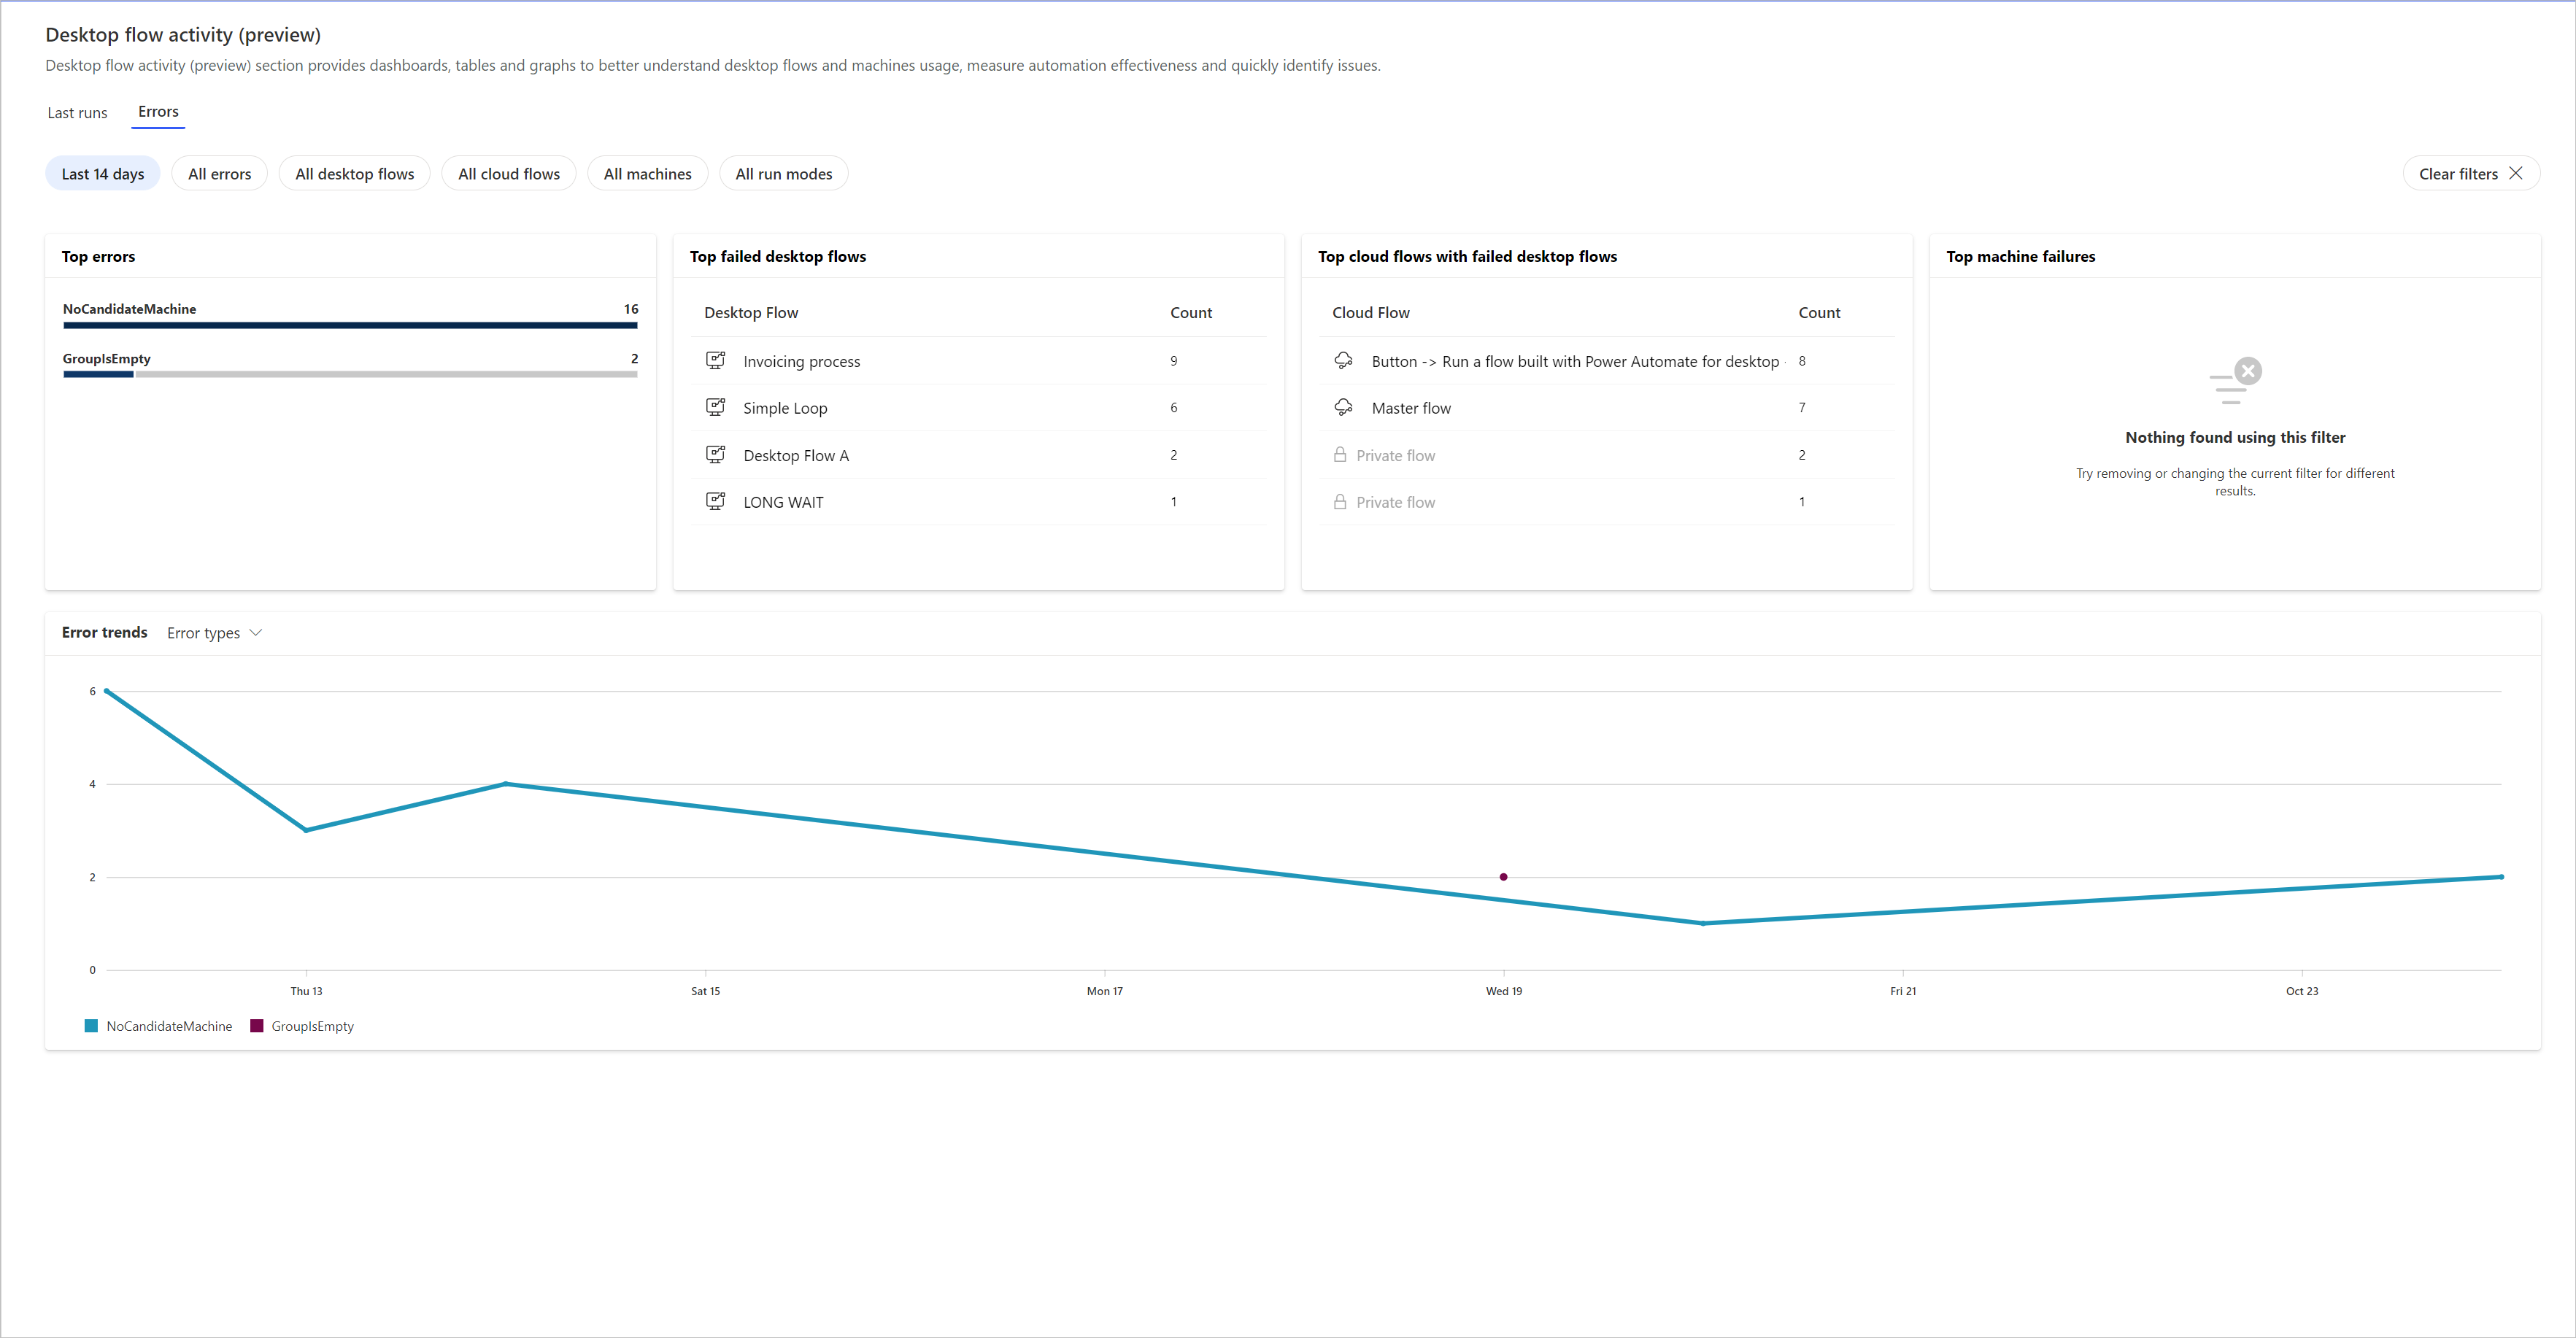 Desktop flow activity (preview)
Desktop flow activity (preview) section provides dashboards, tables and graphs to better understand desktop flows and machines usage, measure automation effectiveness and quickly identify issues.
Last runs Errors
Last 14 days All errors All desktop flows All cloud flows All machines All run modes Clear filters
Top errors
NoCandidateMachine 16
GroupIsEmpty 2
Top failed desktop flows
Desktop Flow Count
Invoicing process 9
Simple Loop 6
Desktop Flow A 2
LONG WAIT 1
Top cloud flows with failed desktop flows
Cloud Flow Count
Button -> Run a flow built with Power Automate for desktop 8
Master flow 7
Private flow 2
Private flow 1
Top machine failures
Nothing found using this filter
Try removing or changing the current filter for different
results.
Error trends Error types
6
4
2
0
Thu 13 Sat 15 Mon 17 Wed 19 Fri 21 Oct 23
NoCandidateMachine GroupIsEmpty